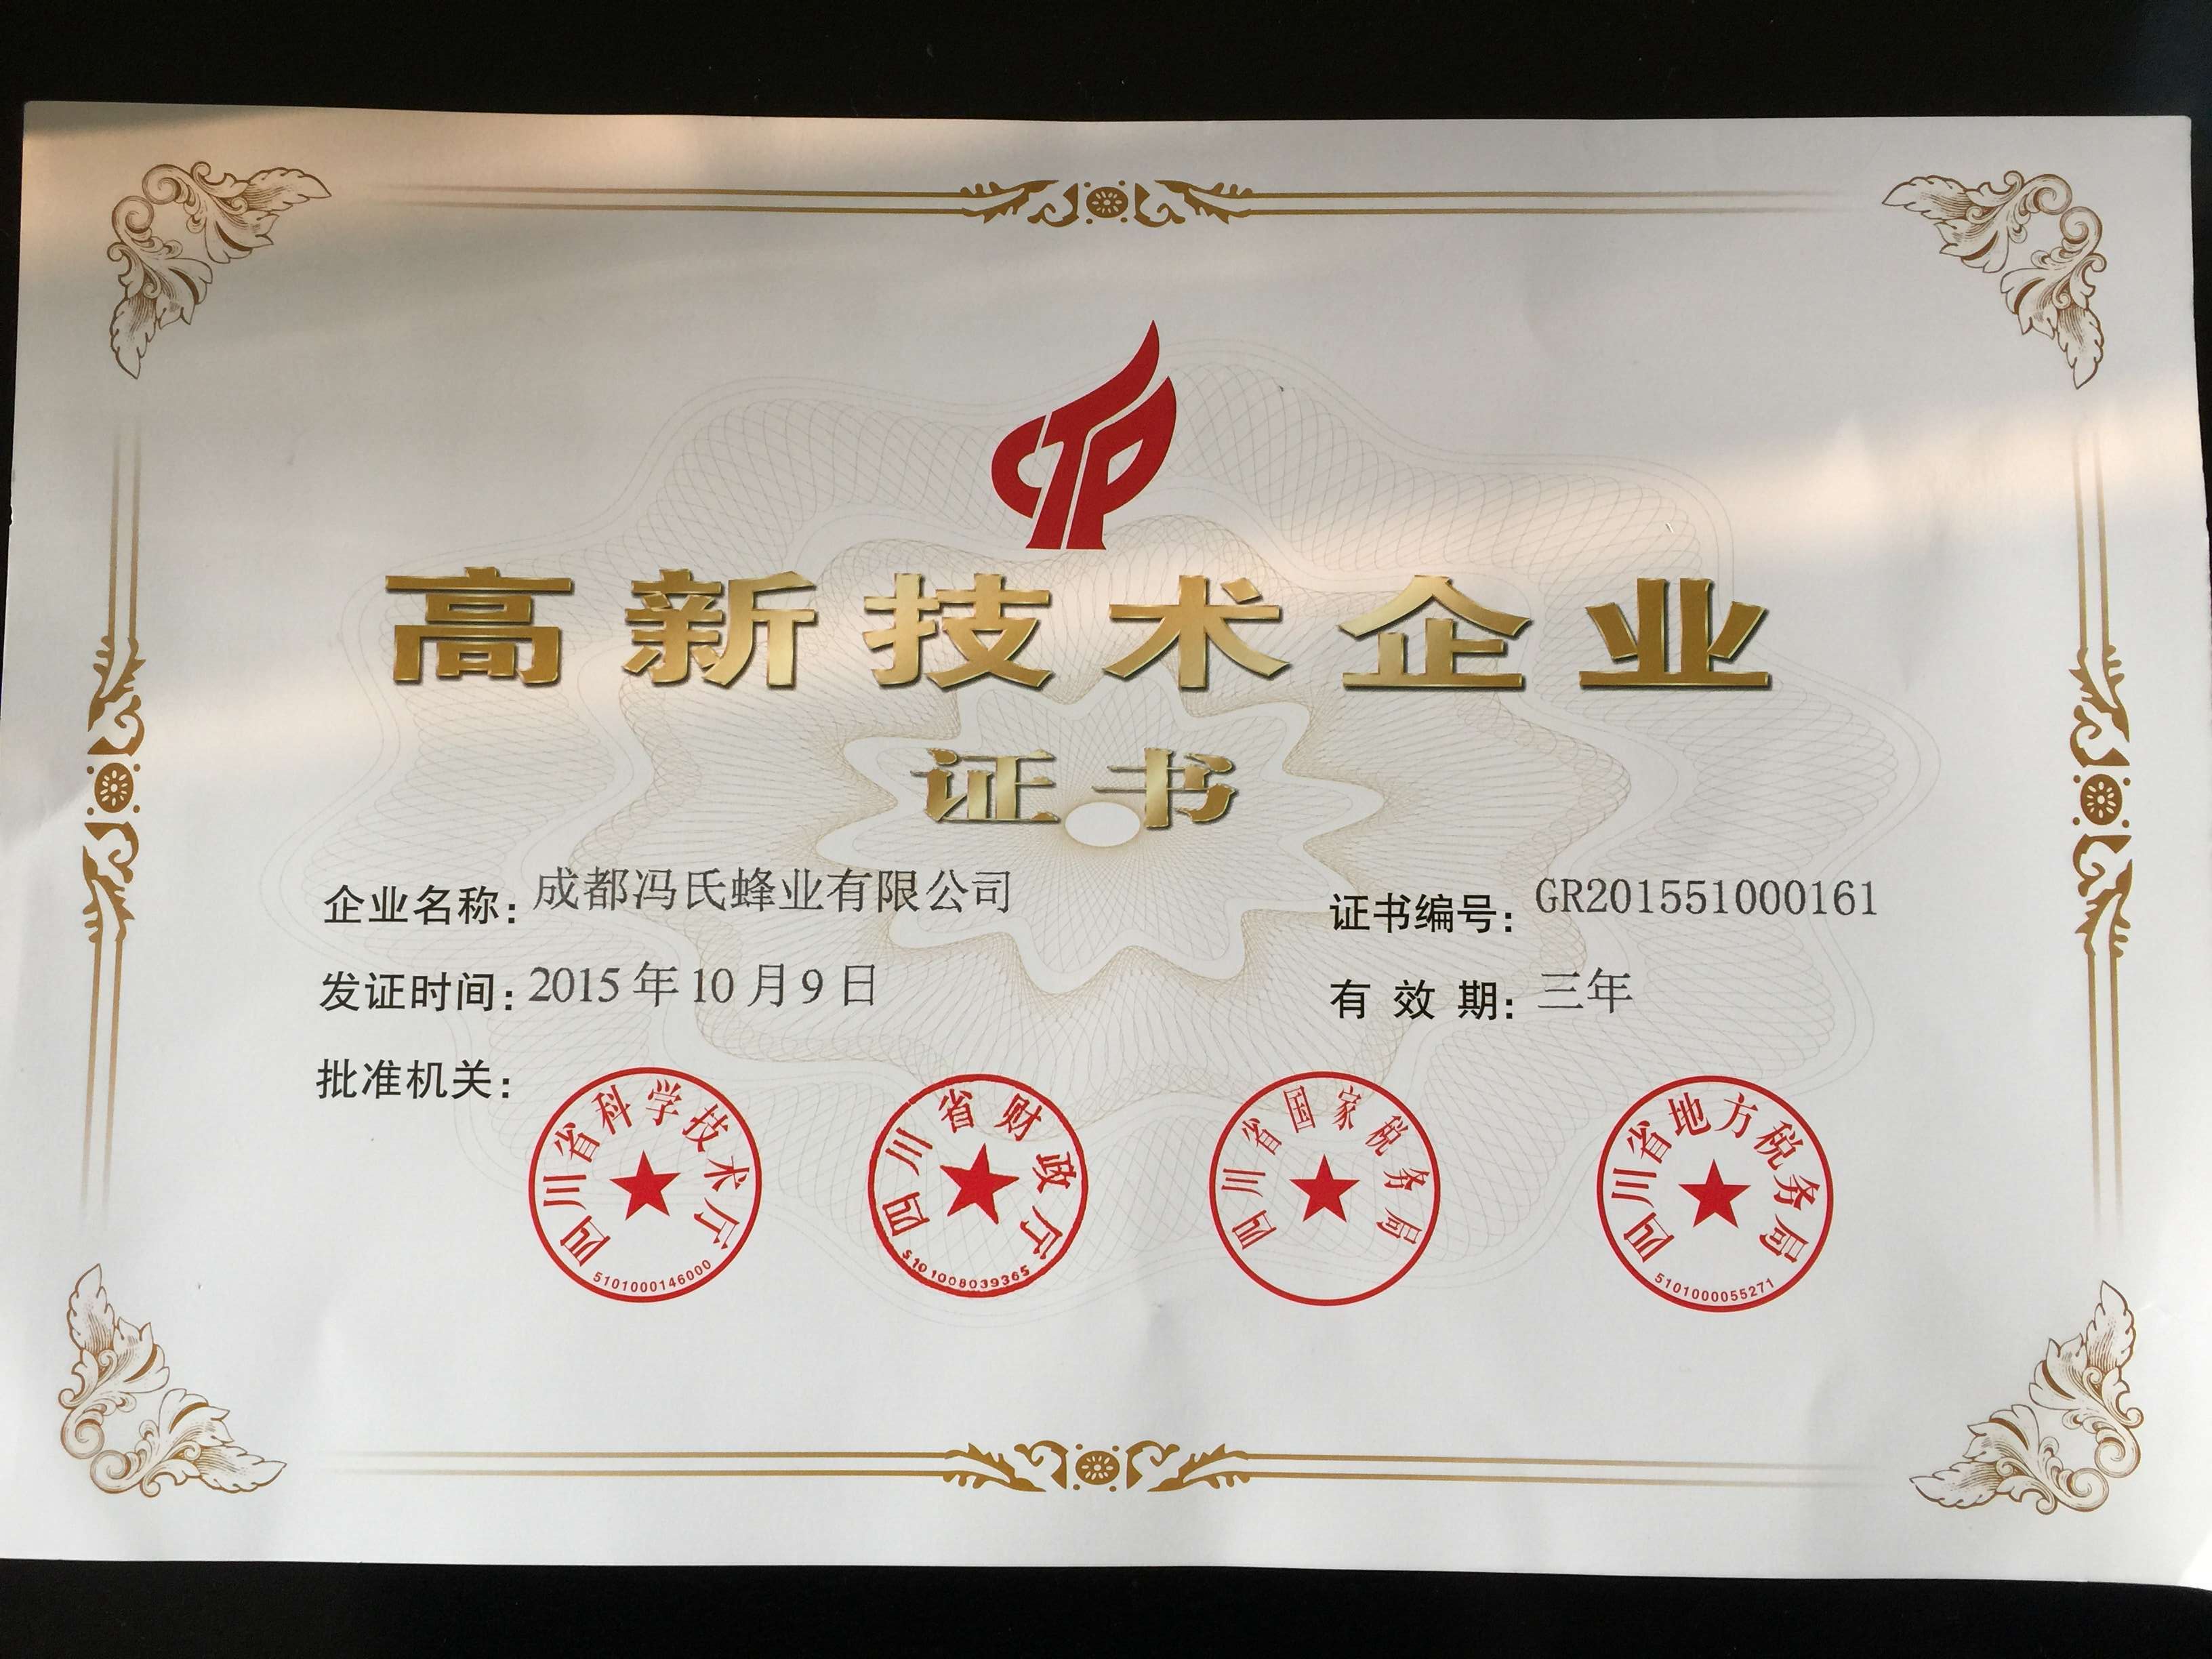 CTP
高新技术企业
证书
企业名称：成都冯氏蜂业有限公司
证书编号：GR201551000161
发证时间：2015年10月9日
有 效 期：三年
批准机关：
四川省科学技术厅
5101000146000
四川省财政厅
5101008039365
四川省国家税务局
四川省地方税务局
5101000055271